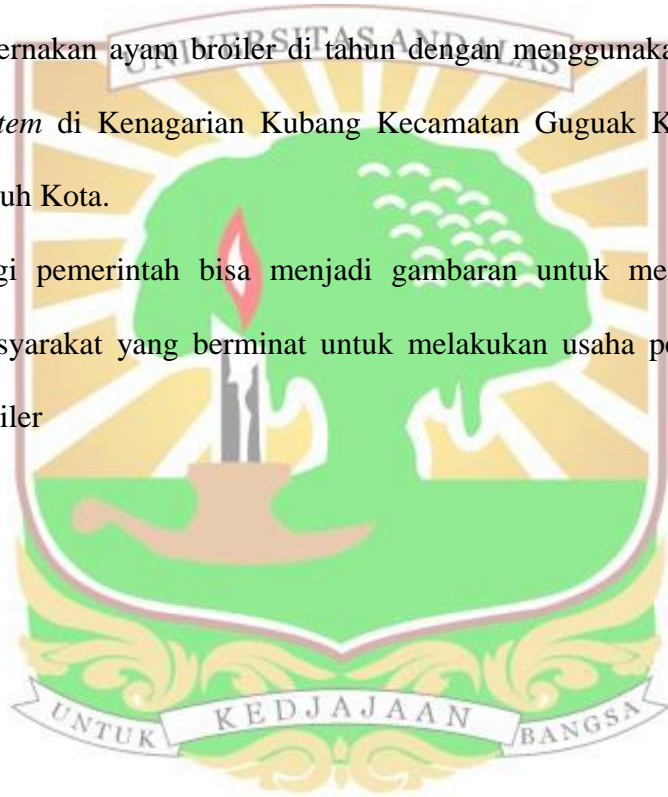 UNIVERSITAS ANDALAS
ernakan ayam broiler di tahun dengan menggunaka
tem di Kenagarian Kubang Kecamatan Guguak K
uh Kota.
gi pemerintah bisa menjadi gambaran untuk me
syarakat yang berminat untuk melakukan usaha pe
iler
UNTUK KEDJAJAAN BANGSA